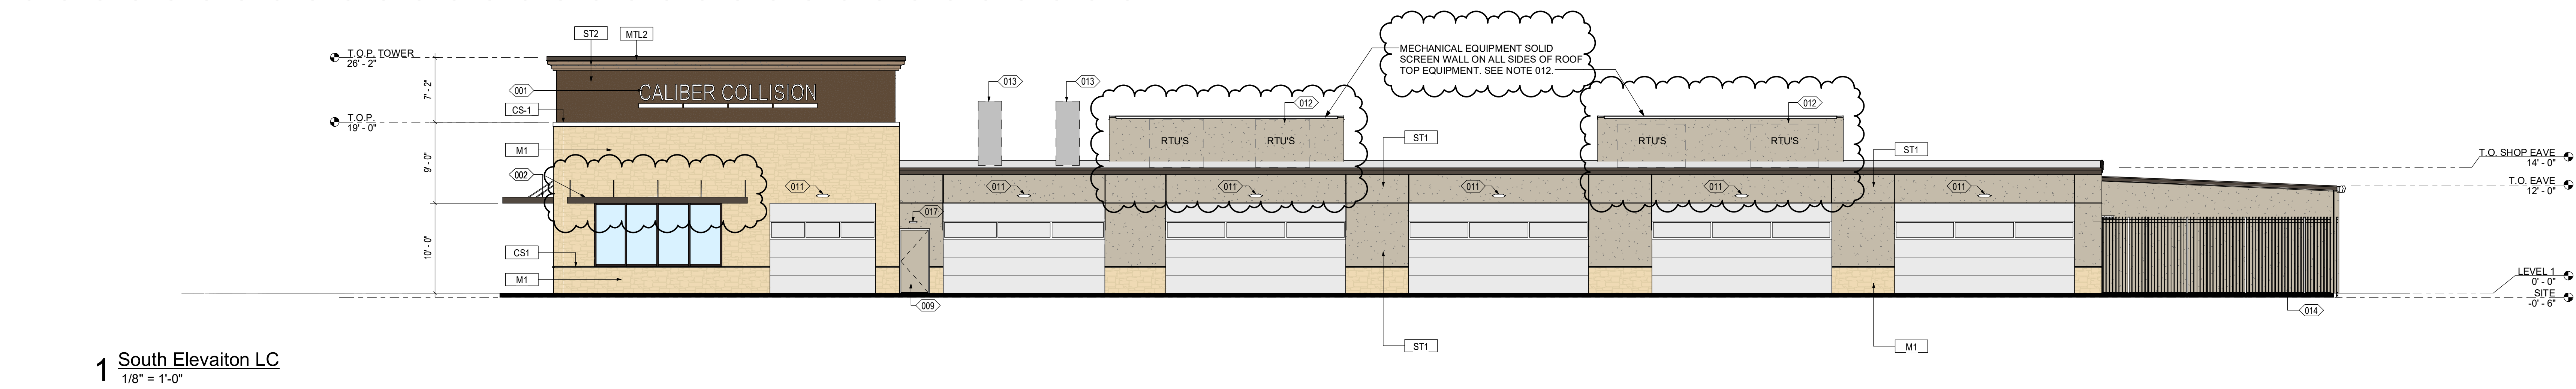 ST2
MTL2
T.O.P. TOWER
26' - 2"
7' - 2"
001
CALIBER COLLISION
CS-1
T.O.P.
19' - 0"
013
013
MECHANICAL EQUIPMENT SOLID
SCREEN WALL ON ALL SIDES OF ROOF
TOP EQUIPMENT. SEE NOTE 012.
012
012
RTU'S
RTU'S
RTU'S
RTU'S
ST1
ST1
M1
9' - 0"
002
T.O. SHOP EAVE
14' - 0"
T.O. EAVE
12' - 0"
011
011
011
011
011
011
017
10' - 0"
CS1
M1
009
LEVEL 1
0' - 0"
SITE
-0' - 6"
014
ST1
M1
1 South Elevaiton LC
1/8" = 1'-0"